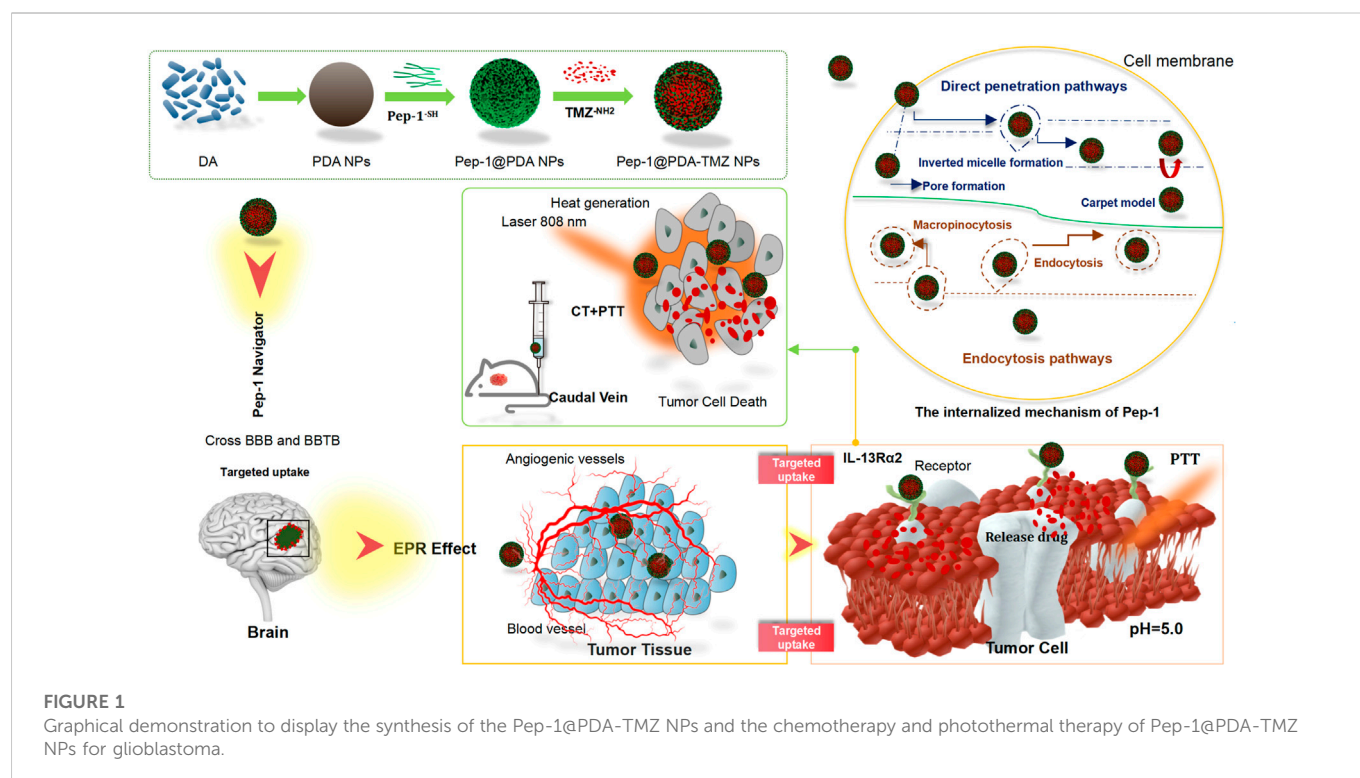 Pep-1-SH
TMZ-NH2
DA
PDA NPs
Pep-1@PDA NPs
Pep-1@PDA-TMZ NPs
Cell membrane
Direct penetration pathways
Inverted micelle formation
Pore formation
Carpet model
Macropinocytosis
Endocytosis
Endocytosis pathways
The internalized mechanism of Pep-1
Heat generation
Laser 808 nm
CT+PTT
Caudal Vein
Tumor Cell Death
Pep-1 Navigator
Cross BBB and BBTB
Targeted uptake
Brain
EPR Effect
Angiogenic vessels
Blood vessel
Tumor Tissue
Targeted
uptake
Targeted
uptake
IL-13Rα2
Receptor
PTT
Release drug
pH=5.0
Tumor Cell
FIGURE 1
Graphical demonstration to display the synthesis of the Pep-1@PDA-TMZ NPs and the chemotherapy and photothermal therapy of Pep-1@PDA-TMZ
NPs for glioblastoma.